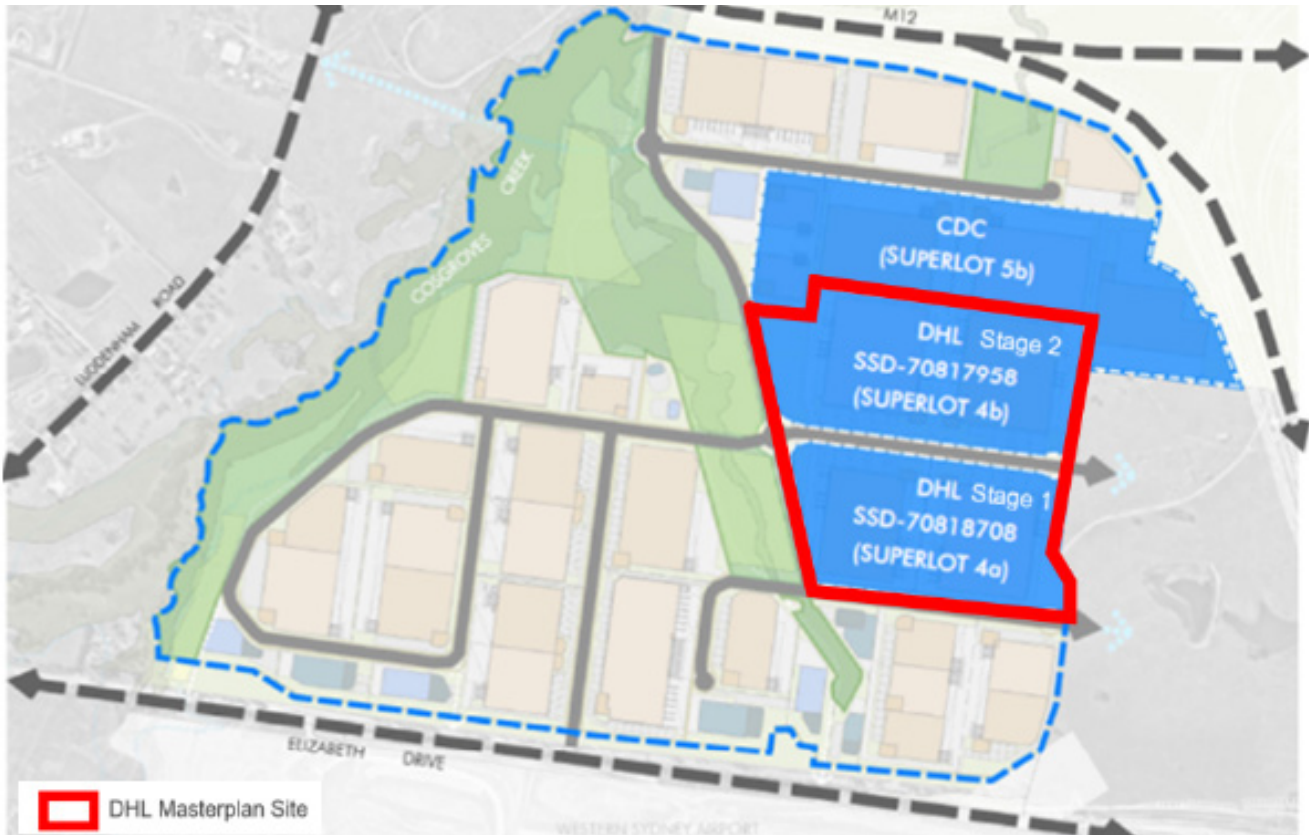 M12
CREEK
COSGROVES
LUDDENHAM ROAD
CDC
(SUPERLOT 5b)
DHL Stage 2
SSD-70817958
(SUPERLOT 4b)
DHL Stage 1
SSD-70818708
(SUPERLOT 4a)
ELIZABETH DRIVE
DHL Masterplan Site
WESTERN SYDNEY AIRPORT